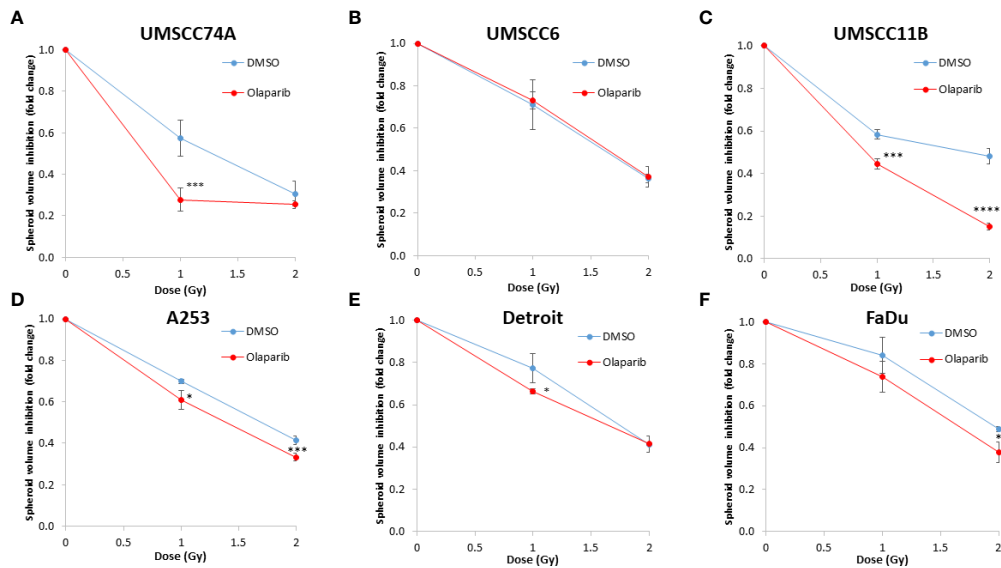 A
UMSCC74A
Spheroid volume inhibition (fold change)
1.0
0.8
0.6
0.4
0.2
0.0
DMSO
Olaparib
***
0
0.5
1
1.5
2
Dose (Gy)
B
UMSCC6
Spheroid volume inhibition (fold change)
1.0
0.8
0.6
0.4
0.2
0.0
DMSO
Olaparib
0
0.5
1
1.5
2
Dose (Gy)
C
UMSCC11B
Spheroid volume inhibition (fold change)
1.0
0.8
0.6
0.4
0.2
0.0
DMSO
Olaparib
***
****
0
0.5
1
1.5
2
Dose (Gy)
D
A253
Spheroid volume inhibition (fold change)
1.0
0.8
0.6
0.4
0.2
0.0
DMSO
Olaparib
*
***
0
0.5
1
1.5
2
Dose (Gy)
E
Detroit
Spheroid volume inhibition (fold change)
1.0
0.8
0.6
0.4
0.2
0.0
DMSO
Olaparib
*
0
0.5
1
1.5
2
Dose (Gy)
F
FaDu
Spheroid volume inhibition (fold change)
1.0
0.8
0.6
0.4
0.2
0.0
DMSO
Olaparib
*
0
0.5
1
1.5
2
Dose (Gy)